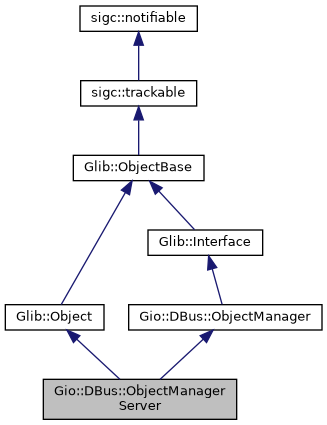 sigc::notifiable
sigc::trackable
Glib::ObjectBase
Glib::Interface
Glib::Object
Gio::DBus::ObjectManager
Gio::DBus::ObjectManager
Server